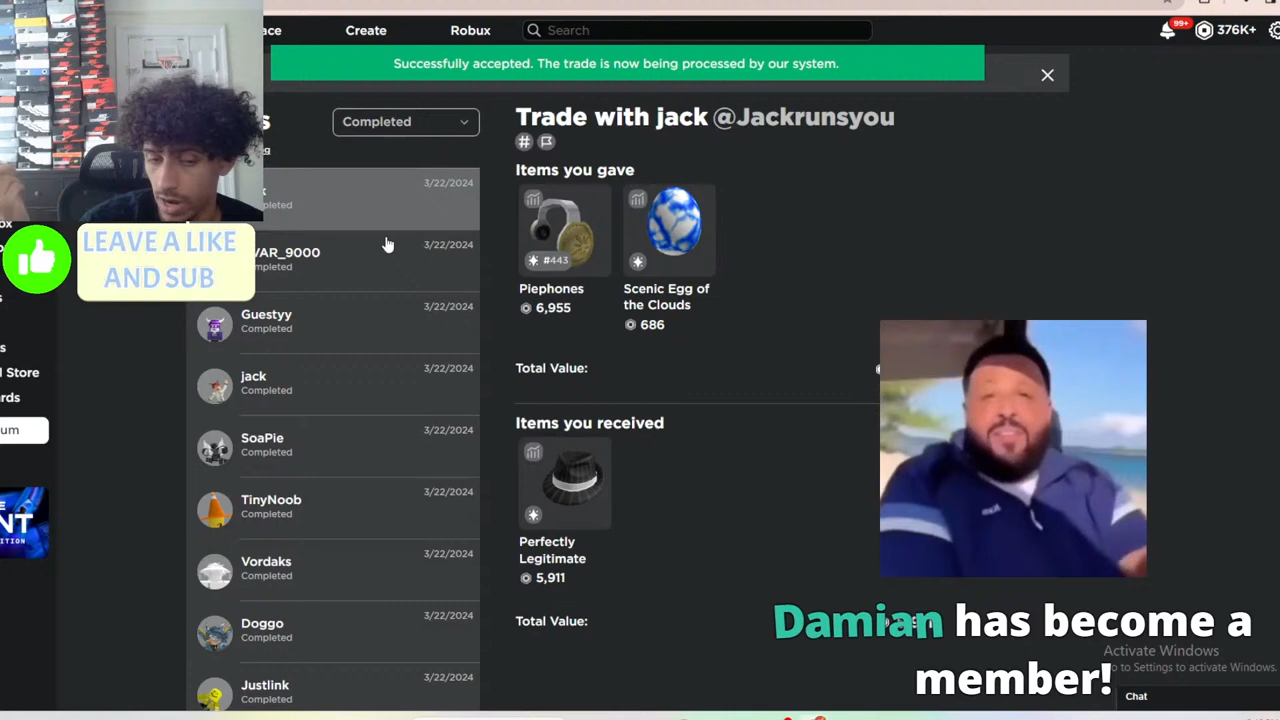 ace
Create
Robux
Search
99+
376K+
Successfully accepted. The trade is now being processed by our system.
Completed
Trade with jack @Jackrunsyou
Items you gave
#443
Piephones
6,955
Scenic Egg of
the Clouds
686
Total Value:
Items you received
Perfectly
Legitimate
5,911
Total Value:
3/22/2024
3/22/2024
VAR_9000
Completed
3/22/2024
Guestyy
Completed
3/22/2024
jack
Completed
3/22/2024
SoaPie
Completed
3/22/2024
TinyNoob
Completed
3/22/2024
Vordaks
Completed
3/22/2024
Doggo
Completed
3/22/2024
Justlink
Completed
LEAVE A LIKE
AND SUB
l Store
rds
um
NT
Damian has become a
member!
Activate Windows
o to Settings to activate Windows.
Chat